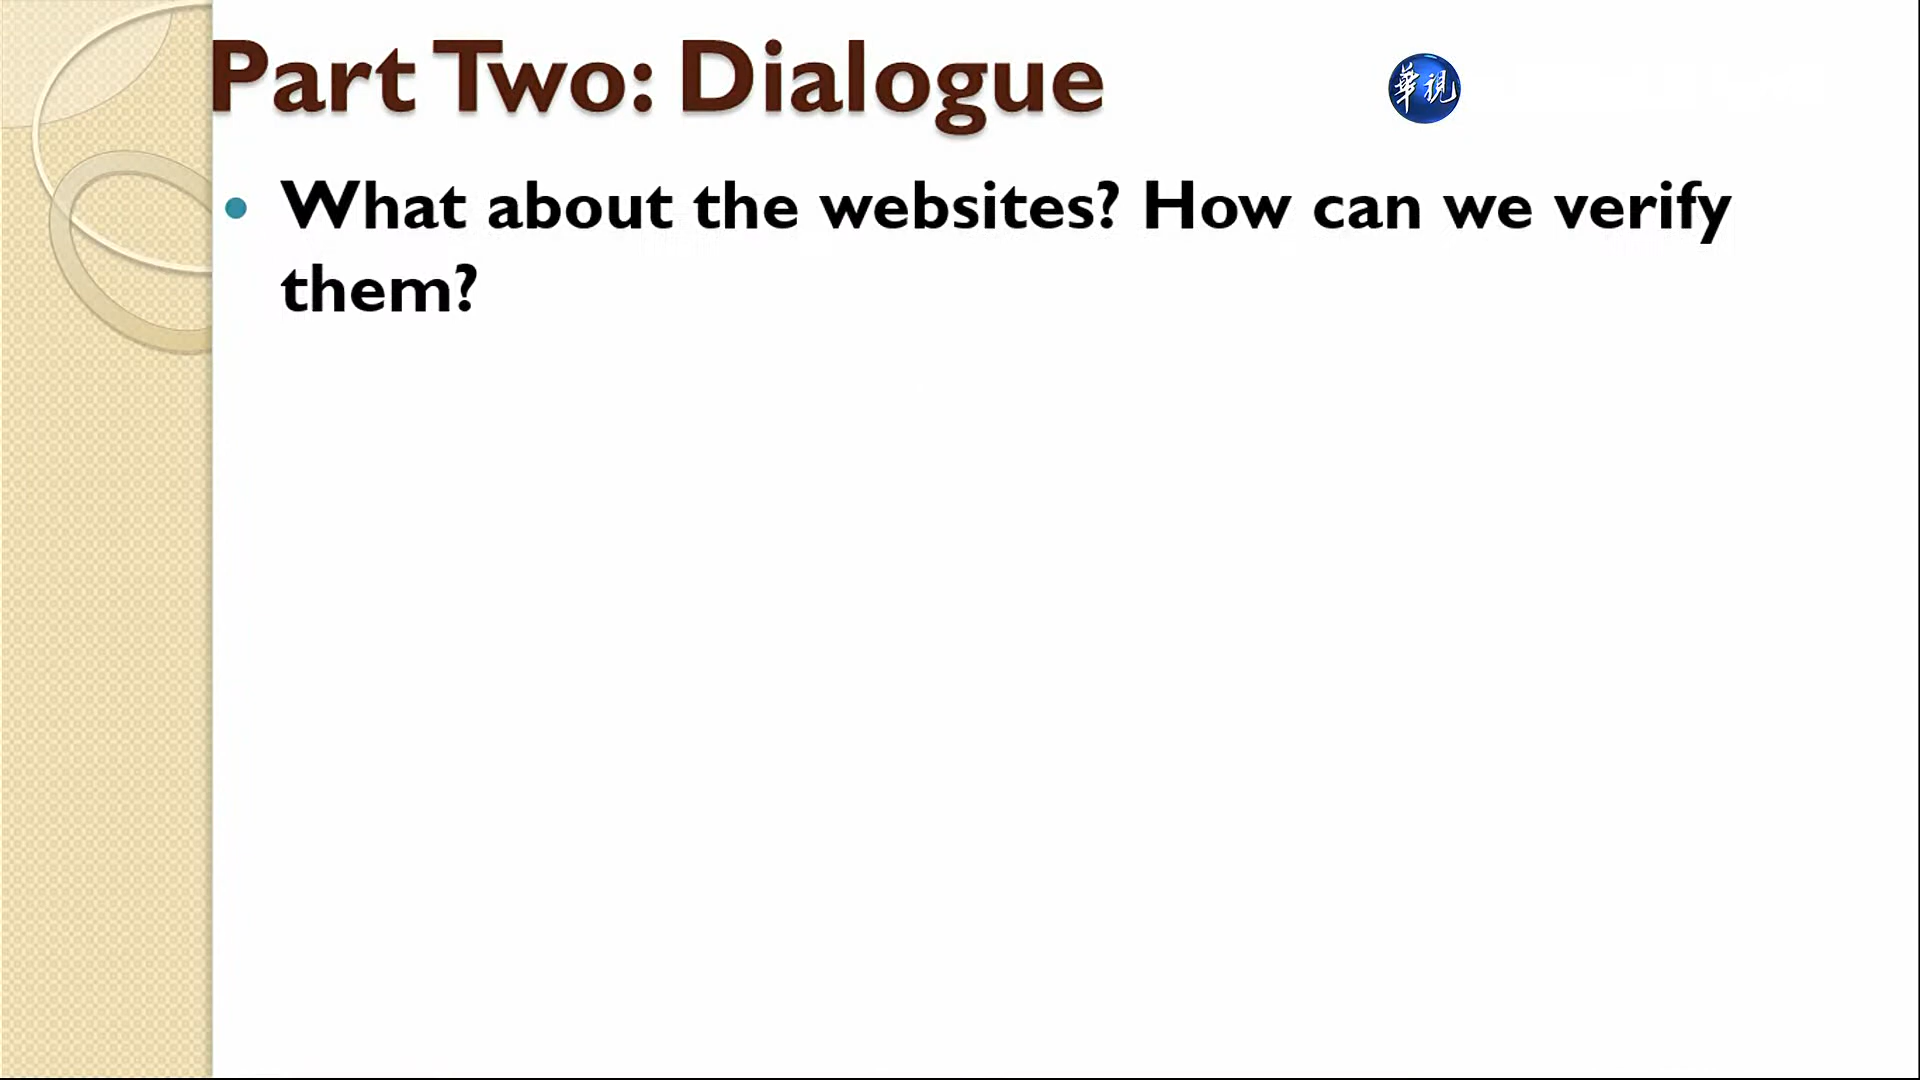 Part Two: Dialogue
華視
• What about the websites? How can we verify
them?